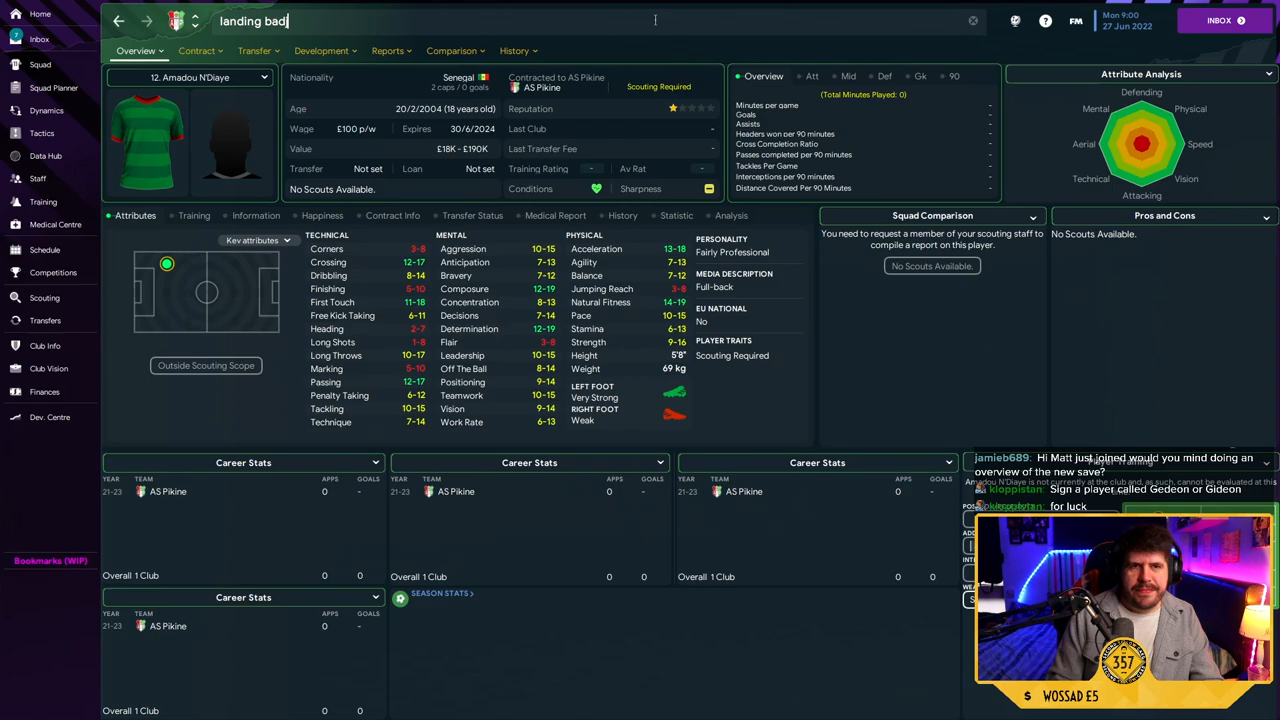 Home
landing badj
FM
Mon 9:00
27 Jun 2022
INBOX
7
Inbox
Squad
Squad Planner
Dynamics
Tactics
Data Hub
Staff
Training
Medical Centre
Schedule
Competitions
Scouting
Transfers
Club Info
Club Vision
Finances
Dev. Centre
Bookmarks (WIP)
Overview
Contract
Transfer
Development
Reports
Comparison
History
12. Amadou N'Diaye
Nationality
Senegal
2 caps / 0 goals
Age
20/2/2004 (18 years old)
Wage
£100 p/w
Expires
30/6/2024
Value
£18K - £190K
Transfer
Not set
Loan
Not set
No Scouts Available.
Contracted to AS Pikine
AS Pikine
Scouting Required
Reputation
Last Club
-
Last Transfer Fee
-
Training Rating
-
Av Rat
-
Conditions
Sharpness
Overview
Att
Mid
Def
Gk
90
(Total Minutes Played: 0)
Minutes per game -
Goals -
Assists -
Headers won per 90 minutes -
Cross Completion Ratio -
Passes completed per 90 minutes -
Tackles Per Game -
Interceptions per 90 minutes -
Distance Covered Per 90 Minutes -
Attribute Analysis
Defending
Mental
Physical
Aerial
Speed
Technical
Vision
Attacking
Attributes
Training
Information
Happiness
Contract Info
Transfer Status
Medical Report
History
Statistic
Analysis
Key attributes
Outside Scouting Scope
TECHNICAL
Corners 3-8
Crossing 12-17
Dribbling 8-14
Finishing 5-10
First Touch 11-18
Free Kick Taking 6-11
Heading 2-7
Long Shots 1-8
Long Throws 10-17
Marking 5-10
Passing 12-17
Penalty Taking 6-12
Tackling 10-15
Technique 7-14
MENTAL
Aggression 10-15
Anticipation 7-13
Bravery 7-12
Composure 12-19
Concentration 8-13
Decisions 7-14
Determination 12-19
Flair 3-8
Leadership 10-15
Off The Ball 8-14
Positioning 9-14
Teamwork 10-15
Vision 9-14
Work Rate 6-13
PHYSICAL
Acceleration 13-18
Agility 7-13
Balance 7-12
Jumping Reach 3-8
Natural Fitness 14-19
Pace 10-15
Stamina 6-13
Strength 9-16
Height 5'8"
Weight 69 kg
LEFT FOOT
Very Strong
RIGHT FOOT
Weak
PERSONALITY
Fairly Professional
MEDIA DESCRIPTION
Full-back
EU NATIONAL
No
PLAYER TRAITS
Scouting Required
Squad Comparison
You need to request a member of your scouting staff to
compile a report on this player.
No Scouts Available.
Pros and Cons
No Scouts Available.
Career Stats
YEAR TEAM APPS GOALS
21-23 AS Pikine 0 -
Overall 1 Club 0 0
Career Stats
YEAR TEAM APPS GOALS
21-23 AS Pikine 0 -
Overall 1 Club 0 0
Career Stats
YEAR TEAM APPS GOALS
21-23 AS Pikine 0 -
Overall 1 Club 0 0
Career Stats
YEAR TEAM APPS GOALS
21-23 AS Pikine 0 -
Overall 1 Club 0 0
SEASON STATS
jamieb689: Hi Matt just joined would you mind doing an
overview of the new save?
kloppistan: Sign a player called Gedeon or Gideon
kloppistan: for luck
357
$ WOSSAD £5